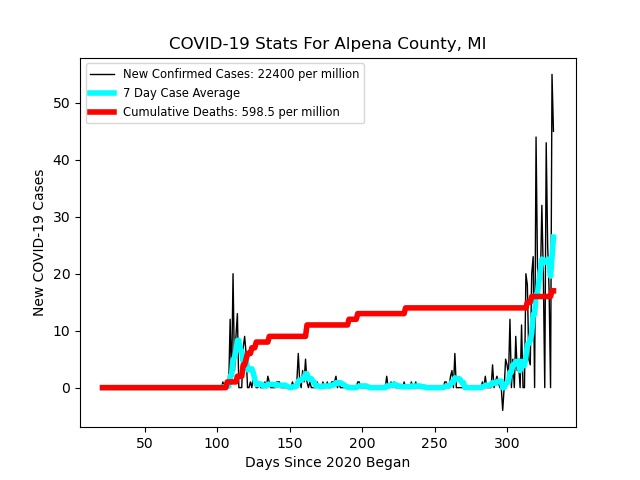 COVID-19 Stats For Alpena County, MI
New Confirmed Cases: 22400 per million
7 Day Case Average
Cumulative Deaths: 598.5 per million
New COVID-19 Cases
50
40
30
20
10
0
50 100 150 200 250 300
Days Since 2020 Began